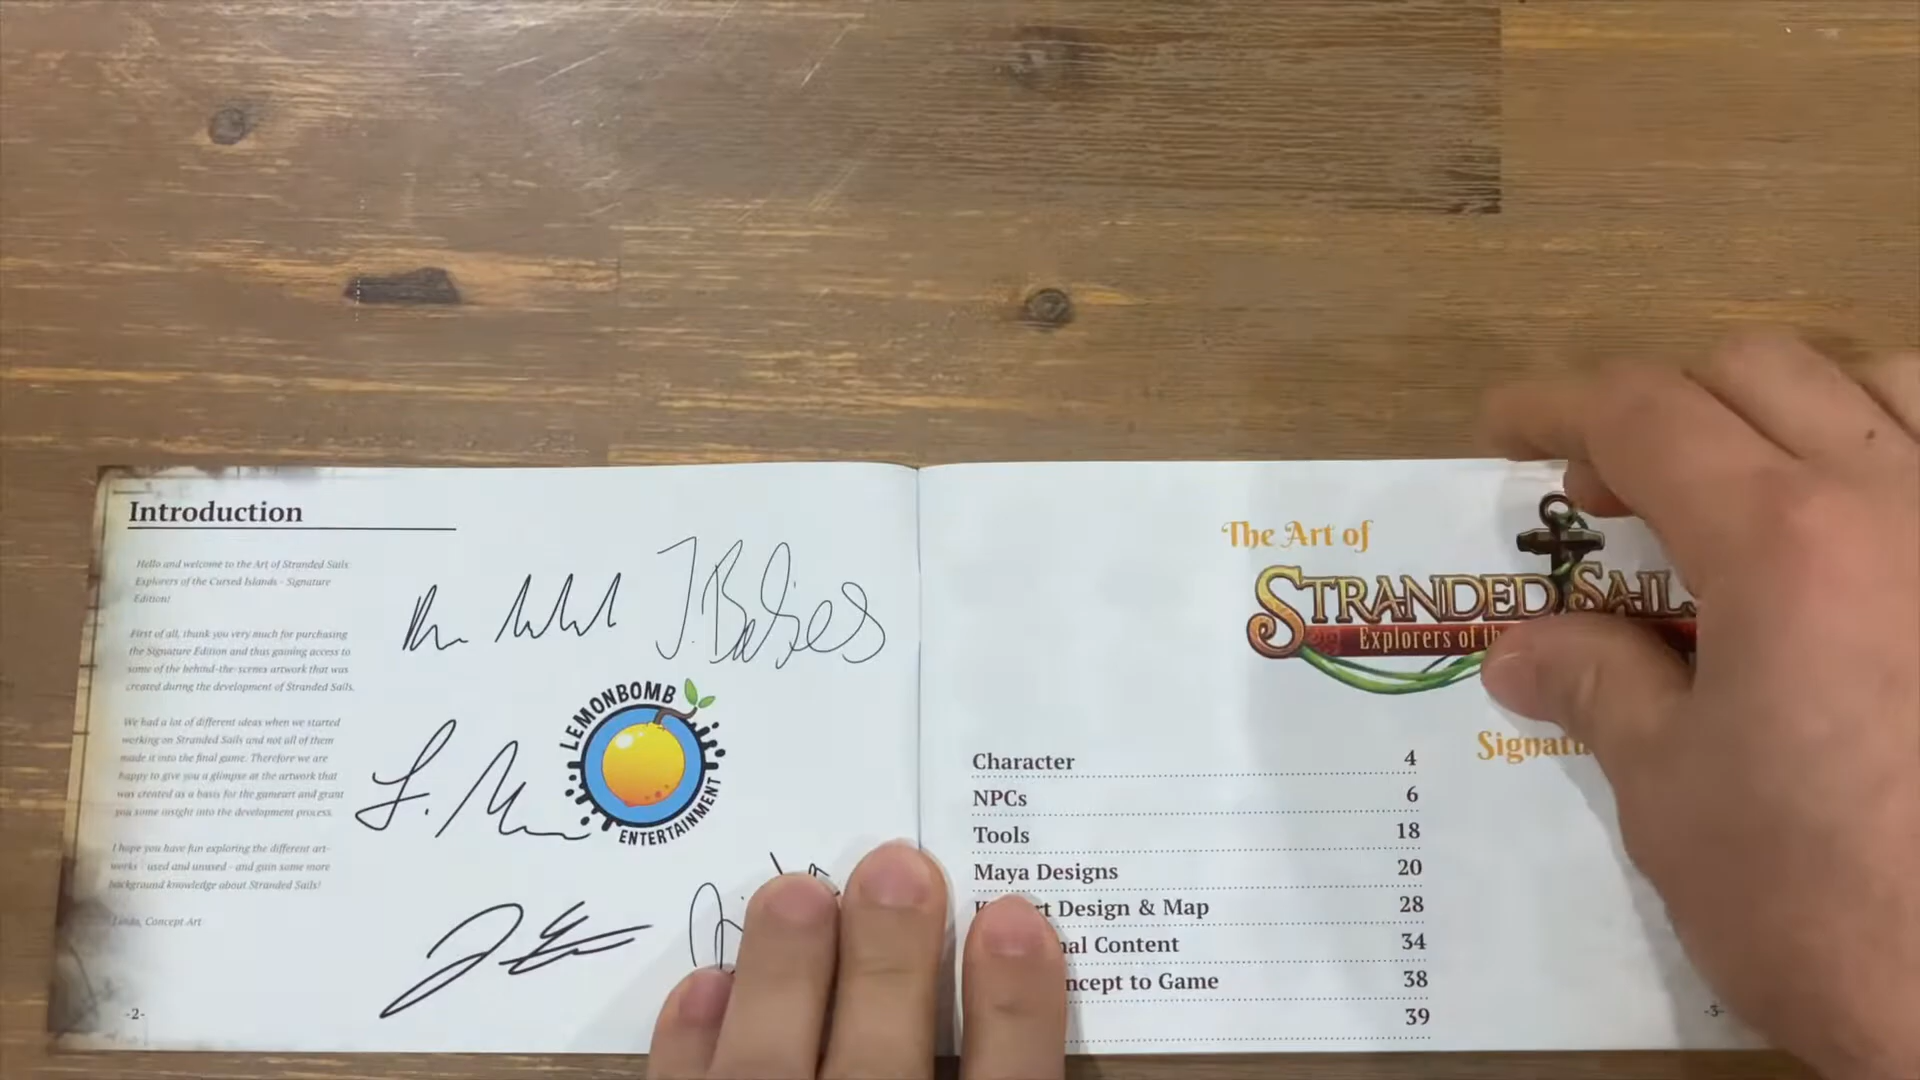 Introduction
Hello and welcome to the Art of Stranded Sails:
Explorers of the Cursed Islands - Signature
Edition!
First of all, thank you very much for purchasing
the Signature Edition and thus gaining access to
some of the behind-the-scenes artwork that was
created during the development of Stranded Sails.
We had a lot of different ideas when we started
working on Stranded Sails and not all of them
made it into the final game. Therefore we are
happy to give you a glimpse at the artwork that
was created as a basis for the gameart and grant
you some insight into the development process.
I hope you have fun exploring the different art-
works - used and unused - and gain some more
background knowledge about Stranded Sails!
Linda, Concept Art
LEMONBOMB
ENTERTAINMENT
-2-
The Art of
STRANDED SAILS
Explorers of
Character 4
NPCs 6
Tools 18
Maya Designs 20
Design & Map 28
Content 34
to Game 38
39
-3-